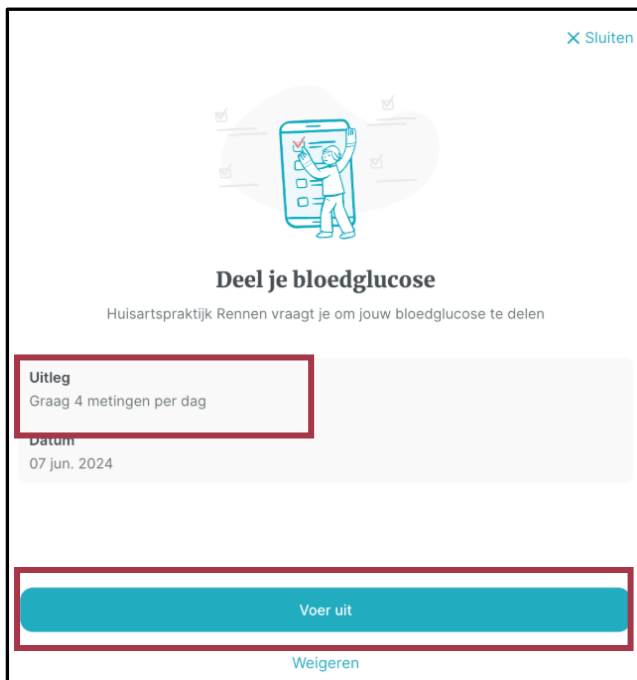 × Sluiten
Deel je bloedglucose
Huisartspraktijk Rennen vraagt je om jouw bloedglucose te delen
Uitleg
Graag 4 metingen per dag
Datum
07 jun. 2024
Voer uit
Weigeren